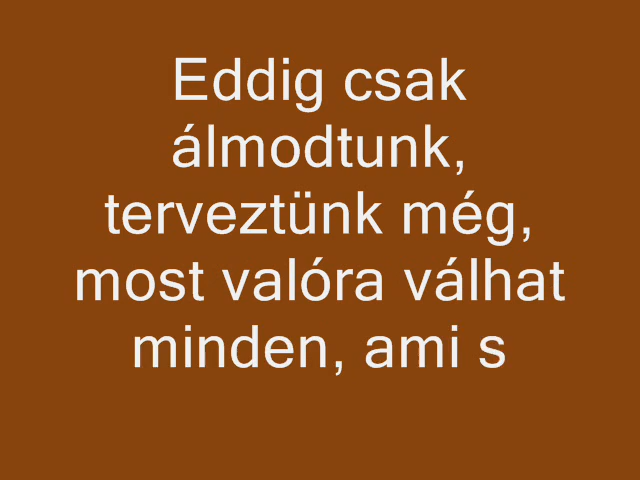 Eddig csak
álmodtunk,
terveztünk még,
most valóra válhat
minden, ami s